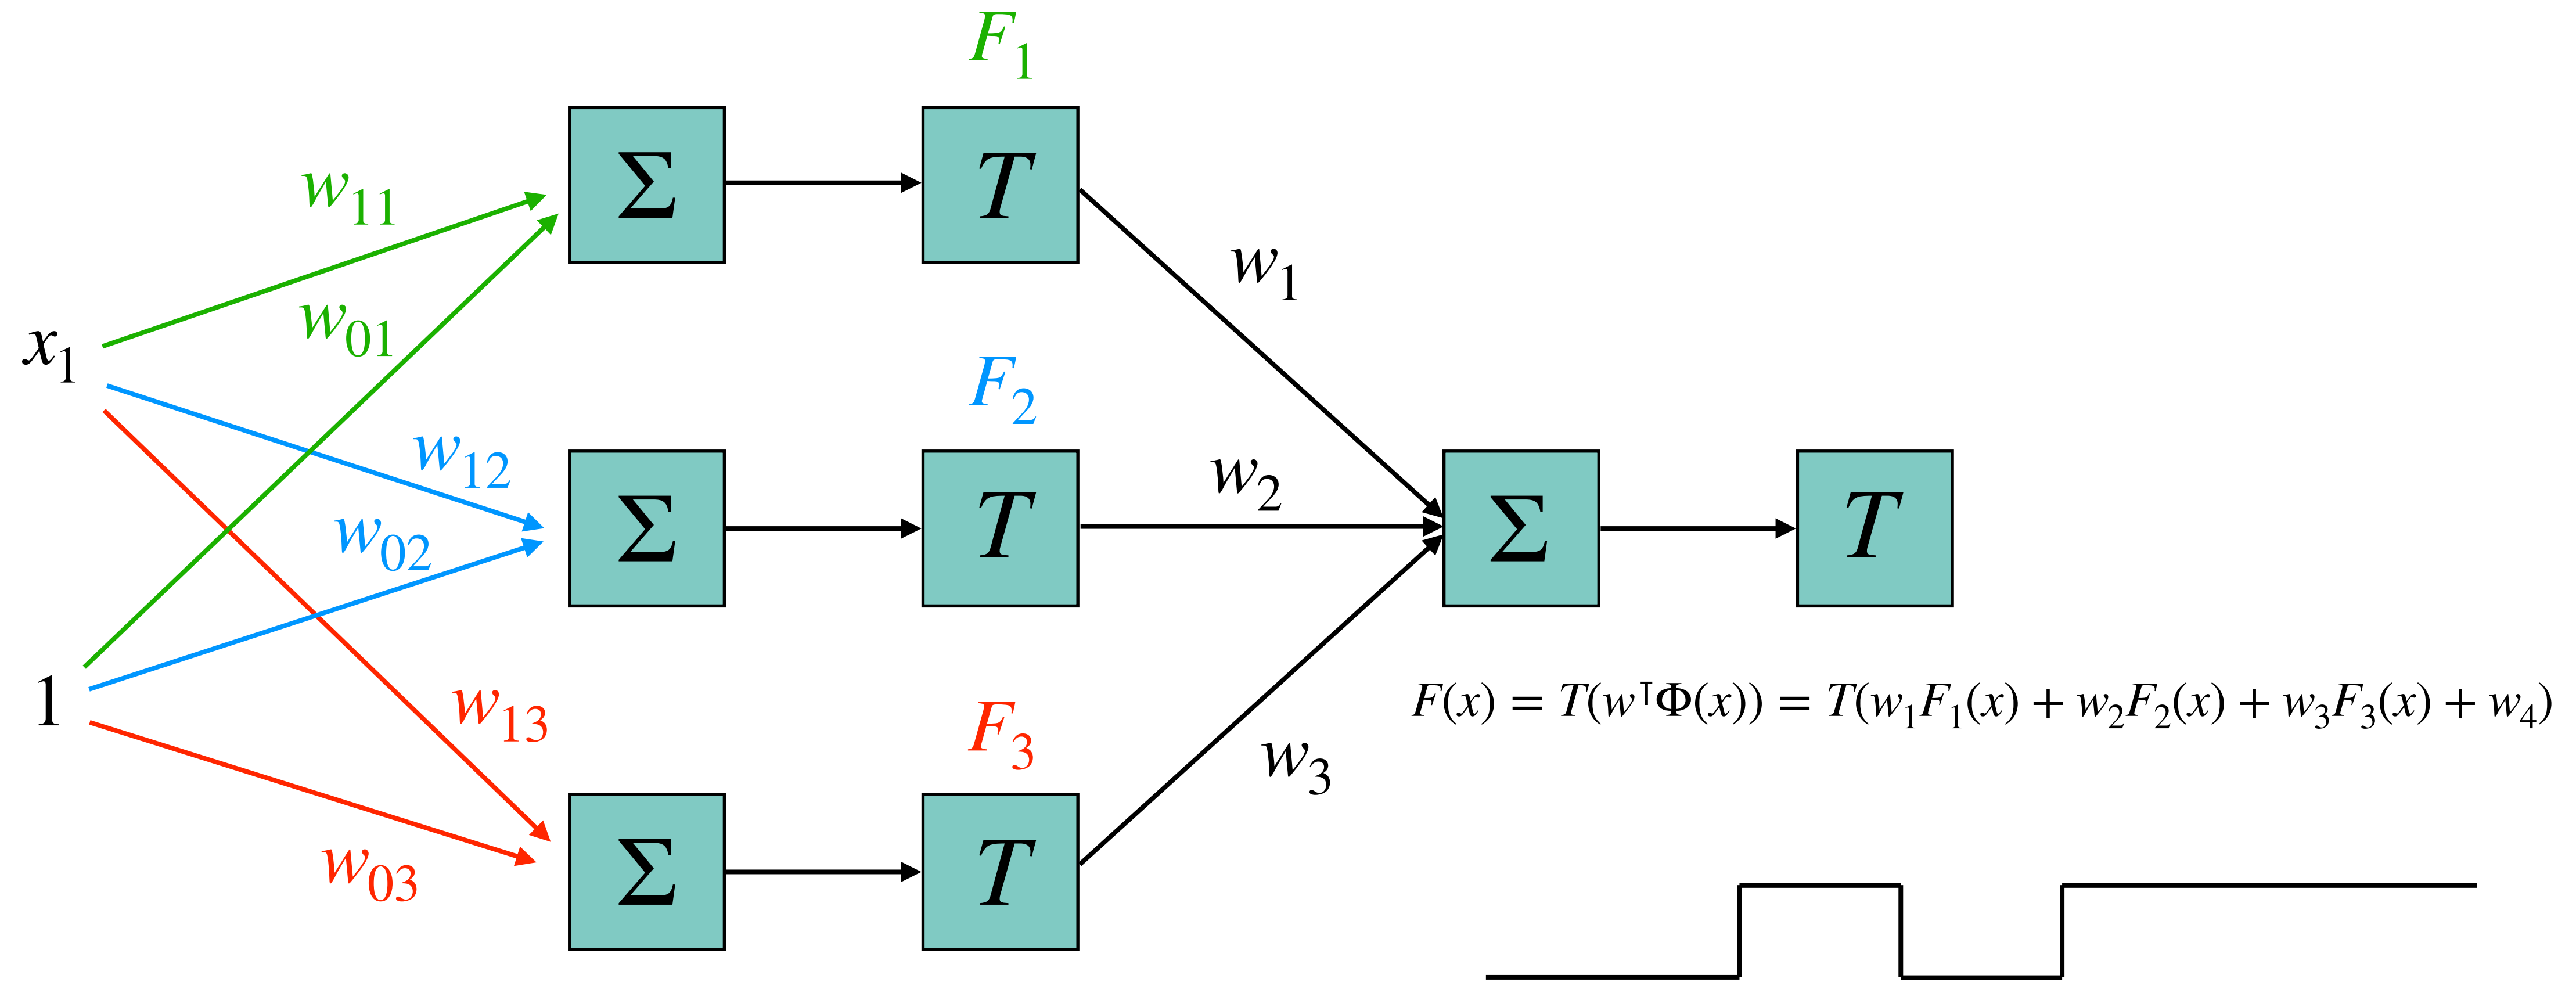 F₁
Σ
T
w₁₁
w₀₁
w₁
x₁
F₂
w₁₂
w₂
Σ
T
Σ
T
w₀₂
1
w₁₃
F₃
w₃
F(x) = T(w⊺Φ(x)) = T(w₁F₁(x) + w₂F₂(x) + w₃F₃(x) + w₄)
Σ
T
w₀₃